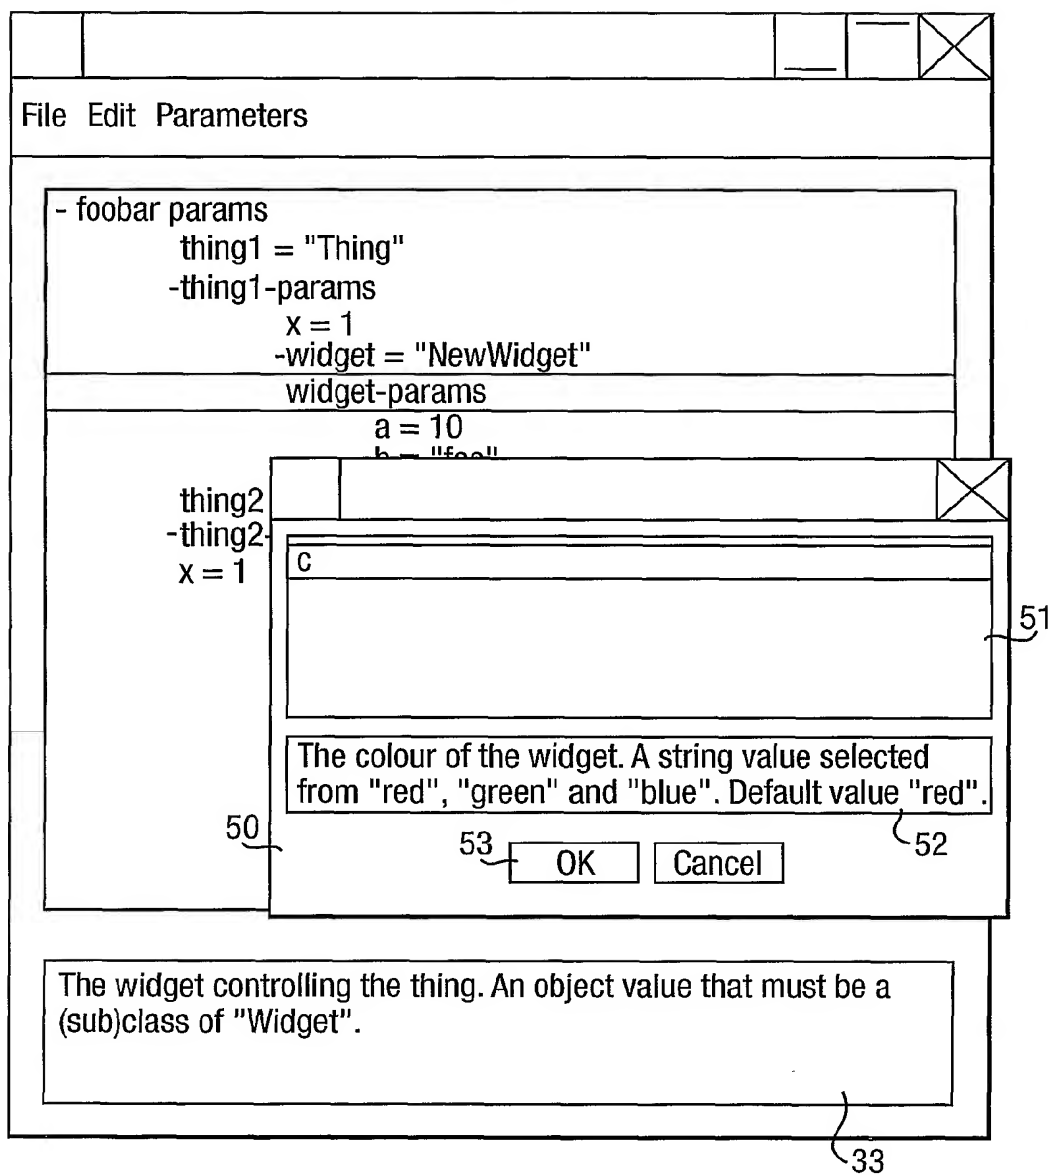 File Edit Parameters
- foobar params
thing1 = "Thing"
-thing1-params
x = 1
-widget = "NewWidget"
widget-params
a = 10
b = "foo"
thing2
-thing2-
x = 1
C
51
The colour of the widget. A string value selected
from "red", "green" and "blue". Default value "red".
50
53
OK
Cancel
52
The widget controlling the thing. An object value that must be a
(sub)class of "Widget".
33